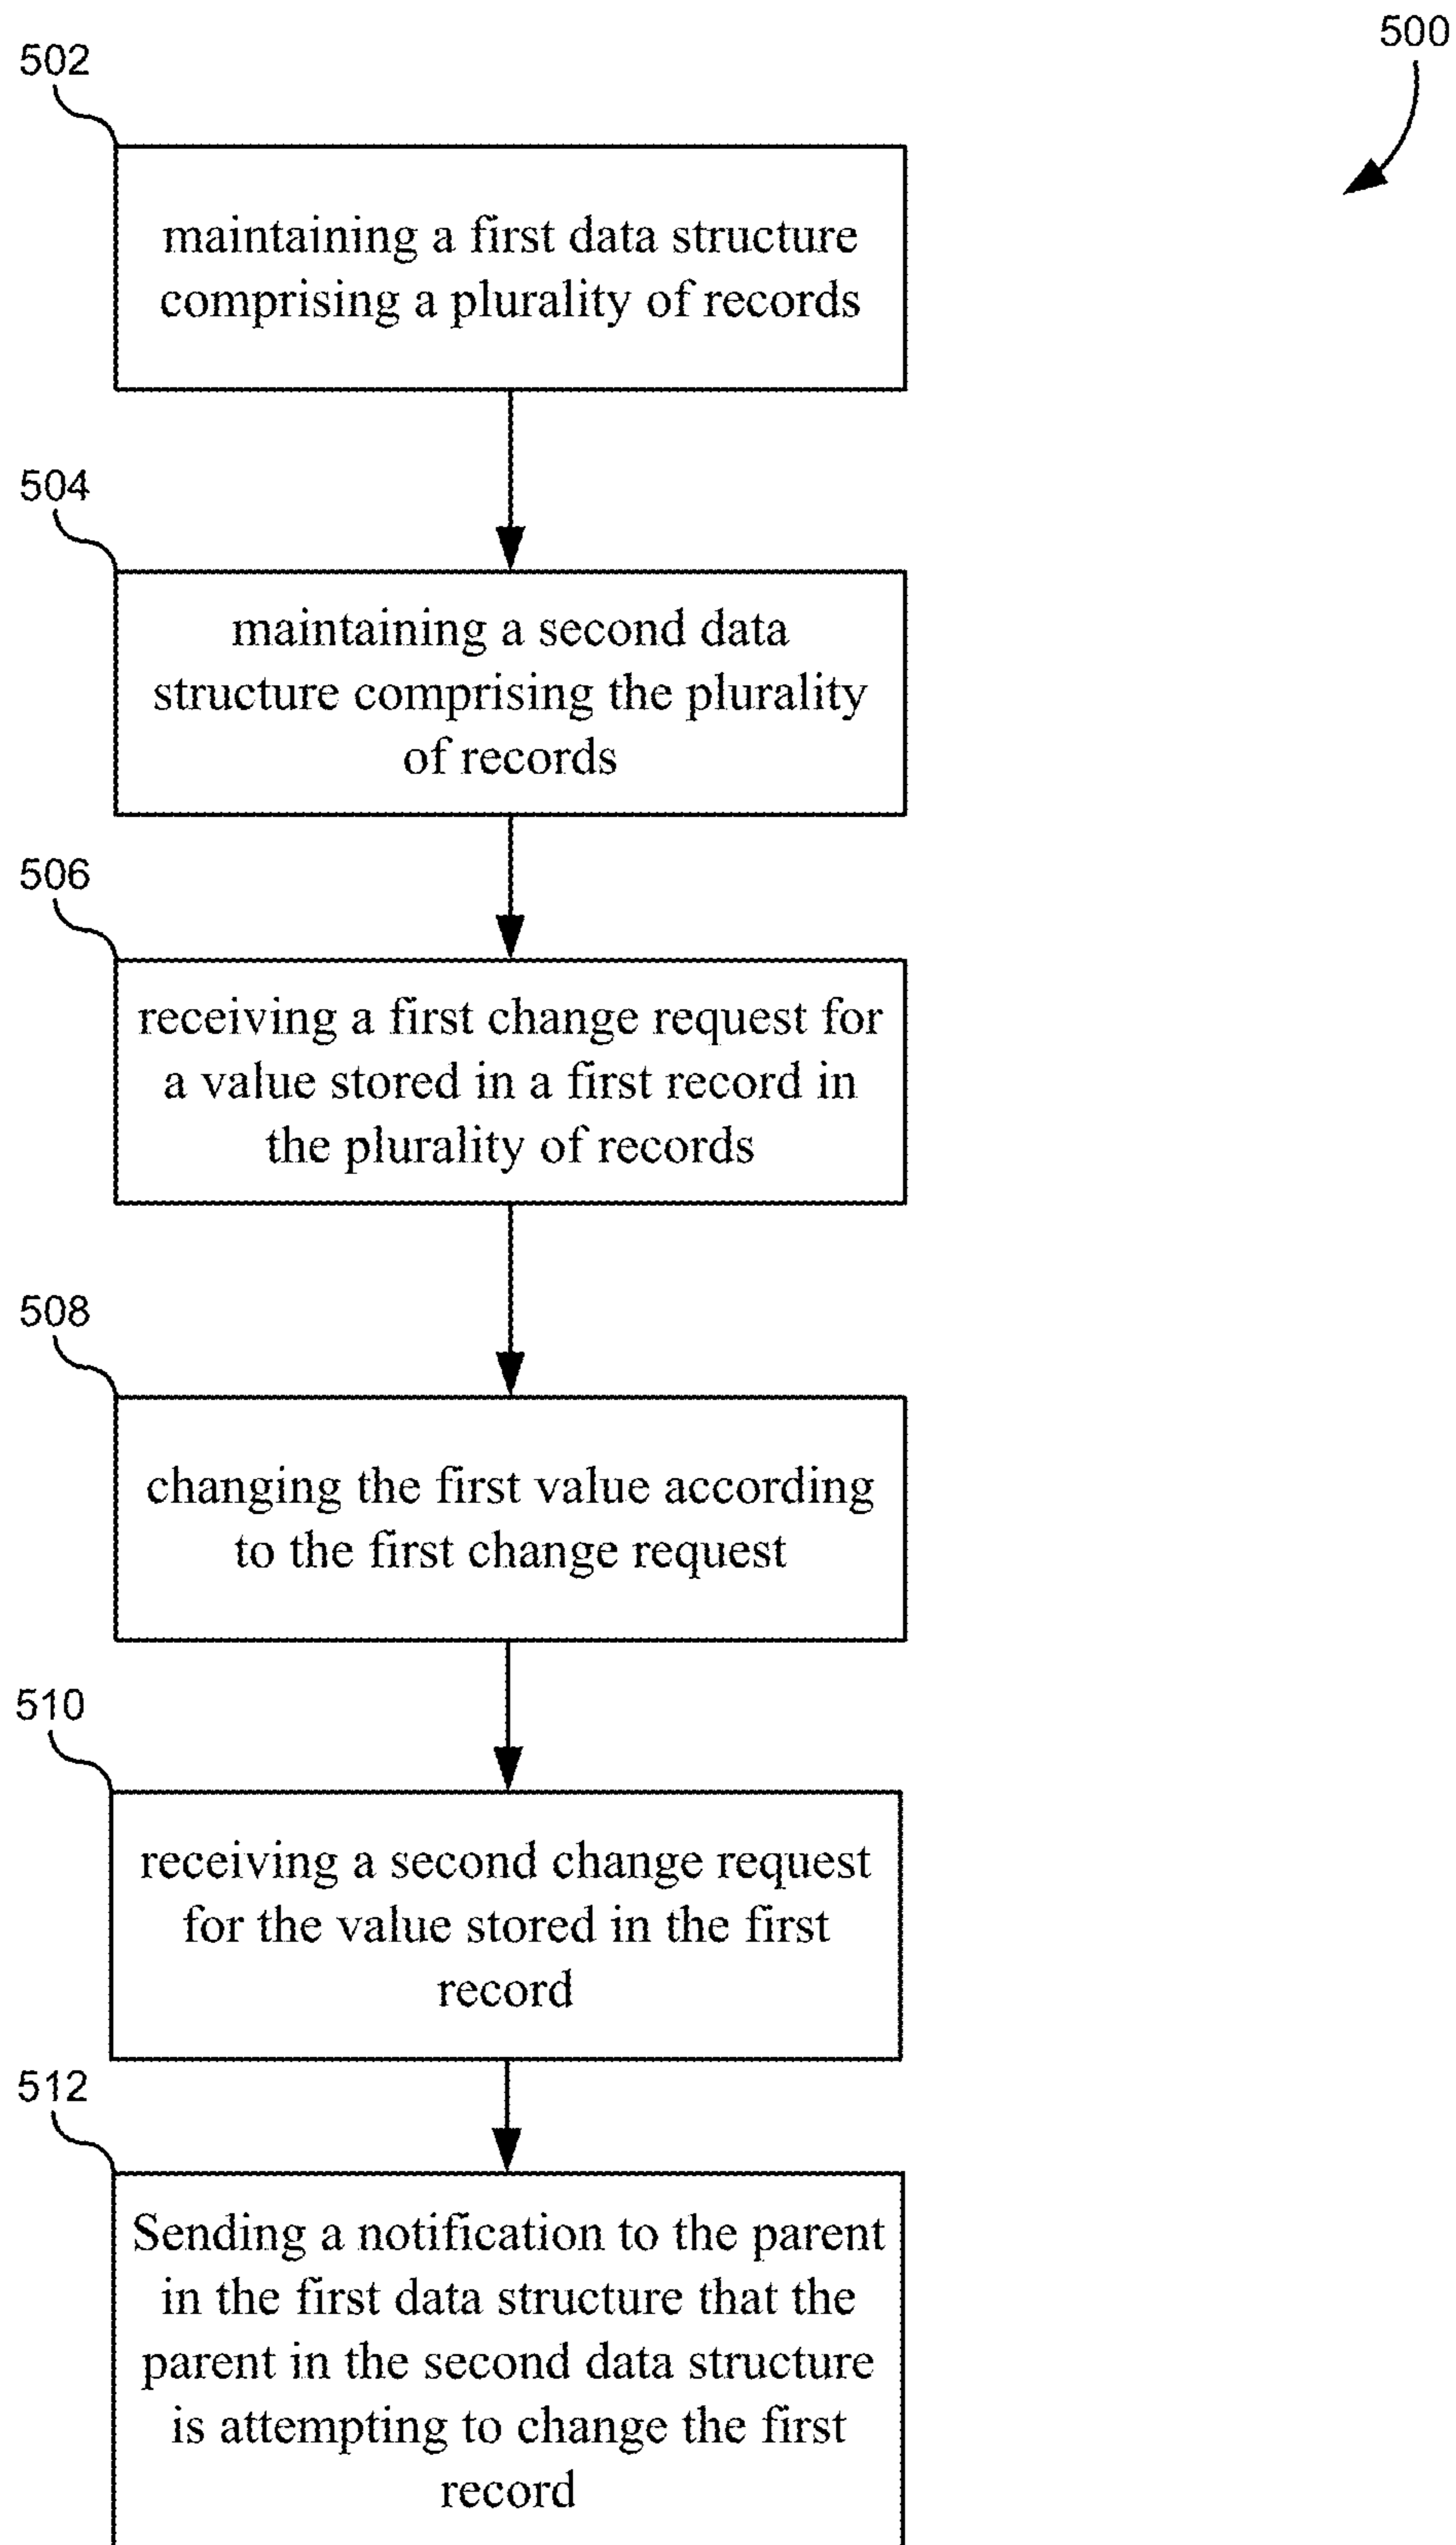 500
502
maintaining a first data structure
comprising a plurality of records
504
maintaining a second data
structure comprising the plurality
of records
506
receiving a first change request for
a value stored in a first record in
the plurality of records
508
changing the first value according
to the first change request
510
receiving a second change request
for the value stored in the first
record
512
Sending a notification to the parent
in the first data structure that the
parent in the second data structure
is attempting to change the first
record